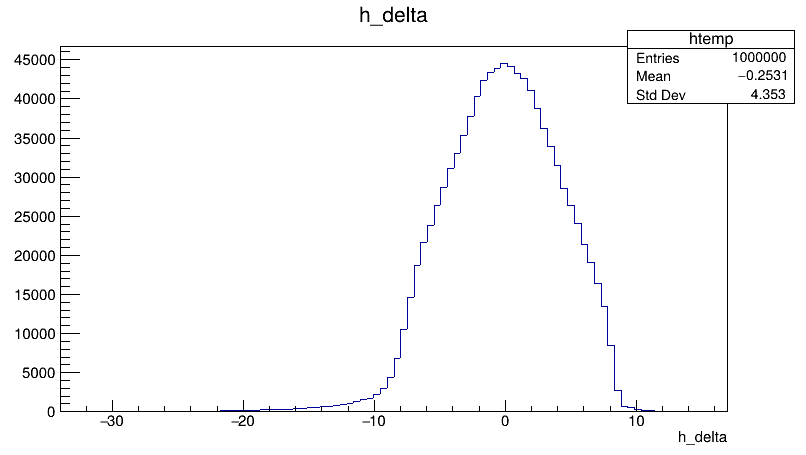 h_delta
htemp
Entries 1000000
Mean −0.2531
Std Dev 4.353
45000
40000
35000
30000
25000
20000
15000
10000
5000
0
−30 −20 −10 0 10
h_delta